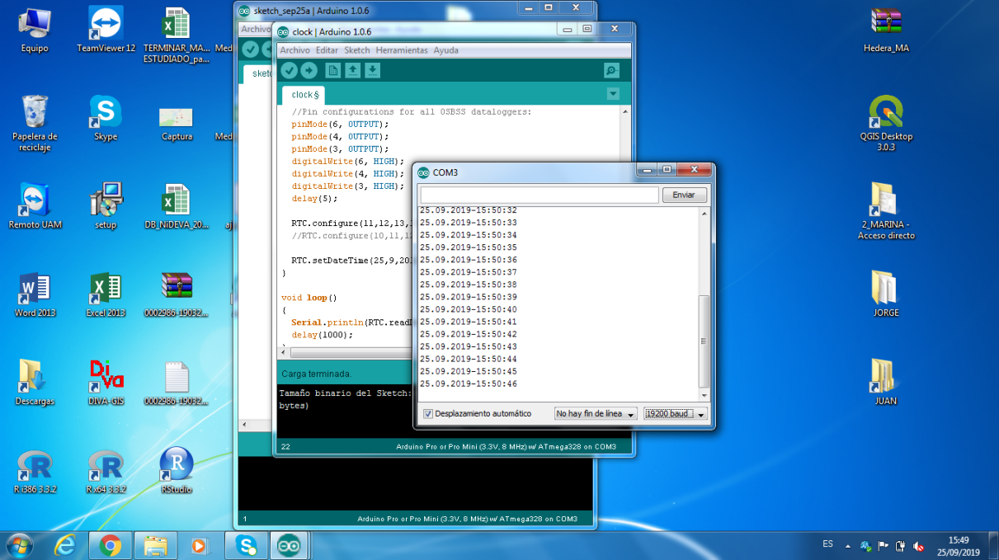 Equipo
TeamViewer 12
TERMINAR_MA...
ESTUDIADO_pa...
Med
Papelera de
reciclaje
Skype
Captura
Med
Remoto UAM
setup
DB_NiDEVA_20...
Word 2013
Excel 2013
0002986-19032...
Descargas
DIVA-GIS
0002986-19032...
R i386 3.3.2
R x64 3.3.2
RStudio
sketch_sep25a | Arduino 1.0.6
Archivo
sketc
clock | Arduino 1.0.6
Archivo Editar Sketch Herramientas Ayuda
clock §
//Pin configurations for all OSBSS dataloggers:
pinMode(6, OUTPUT);
pinMode(4, OUTPUT);
pinMode(3, OUTPUT);
digitalWrite(6, HIGH);
digitalWrite(4, HIGH);
digitalWrite(3, HIGH);
delay(5);
RTC.configure(11,12,13,
//RTC.configure(10,11,1
RTC.setDateTime(25,9,20
}
void loop()
{
Serial.println(RTC.read
delay(1000);
Carga terminada.
Tamaño binario del Sketch:
bytes)
22
Arduino Pro or Pro Mini (3.3V, 8 MHz) w/ ATmega328 on COM3
1
Arduino Pro or Pro Mini (3.3V, 8 MHz) w/ ATmega328 on COM3
COM3
Enviar
25.09.2019-15:50:32
25.09.2019-15:50:33
25.09.2019-15:50:34
25.09.2019-15:50:35
25.09.2019-15:50:36
25.09.2019-15:50:37
25.09.2019-15:50:38
25.09.2019-15:50:39
25.09.2019-15:50:40
25.09.2019-15:50:41
25.09.2019-15:50:42
25.09.2019-15:50:43
25.09.2019-15:50:44
25.09.2019-15:50:45
25.09.2019-15:50:46
Desplazamiento automático
No hay fin de línea
19200 baud
Hedera_MA
QGIS Desktop
3.0.3
2_MARINA -
Acceso directo
JORGE
JUAN
ES
15:49
25/09/2019